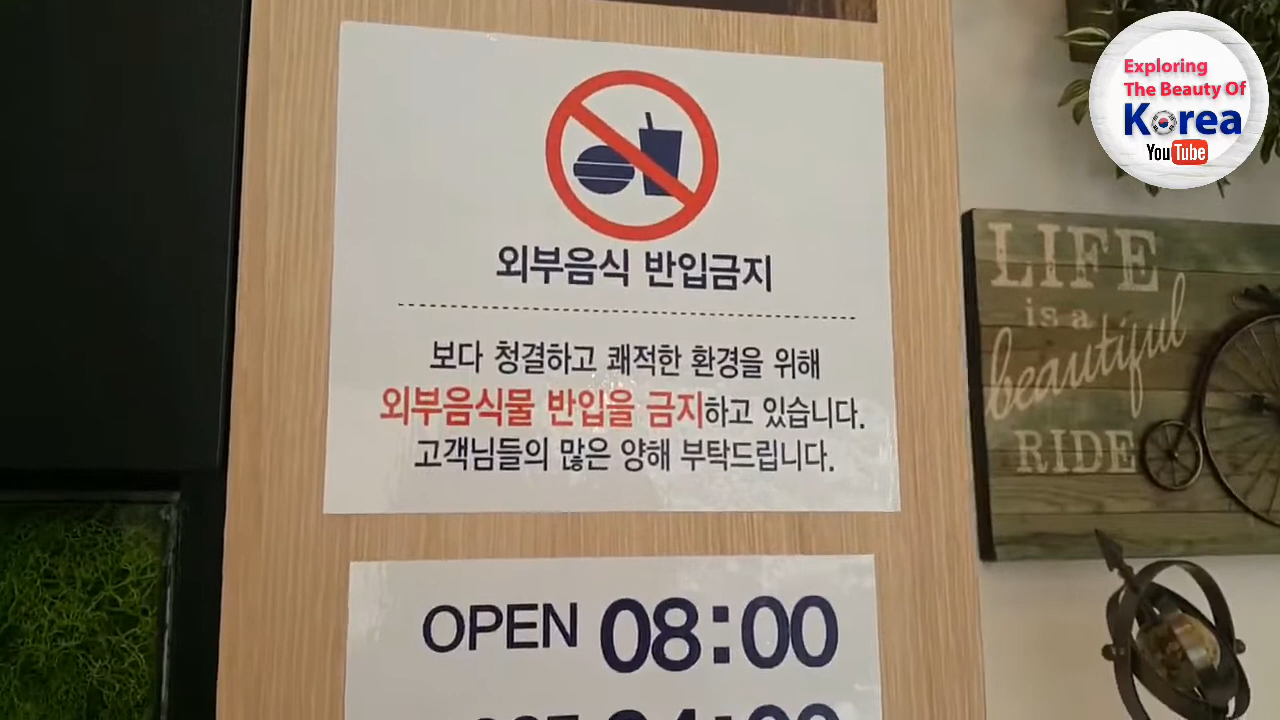 외부음식 반입금지
보다 청결하고 쾌적한 환경을 위해
외부음식물 반입을 금지하고 있습니다.
고객님들의 많은 양해 부탁드립니다.
OPEN 08:00
Exploring
The Beauty Of
Korea
YouTube
LIFE
is a
beautiful
RIDE